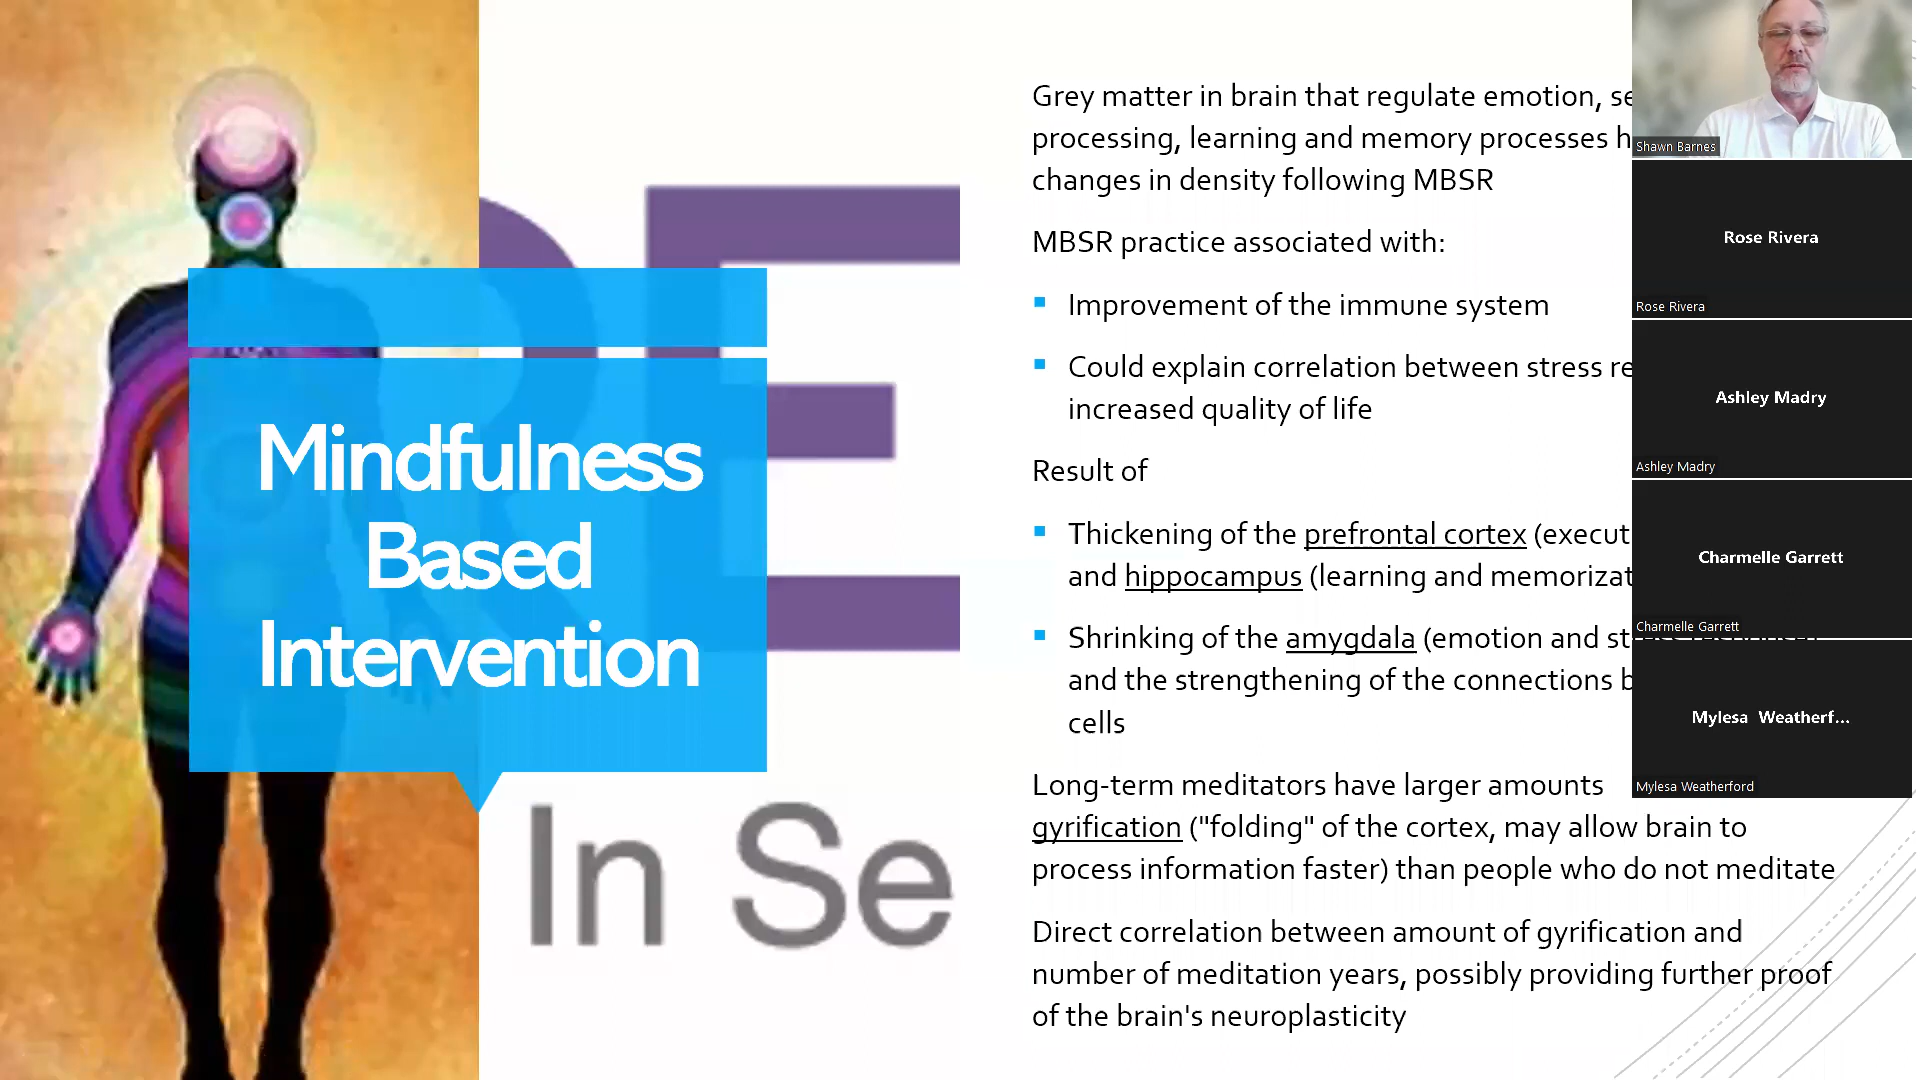 Mindfulness
Based
Intervention
RE
In Se
Grey matter in brain that regulate emotion, se
processing, learning and memory processes h
changes in density following MBSR
MBSR practice associated with:
Improvement of the immune system
Could explain correlation between stress re
increased quality of life
Result of
Thickening of the prefrontal cortex (execut
and hippocampus (learning and memorizat
Shrinking of the amygdala (emotion and st
and the strengthening of the connections b
cells
Long-term meditators have larger amounts
gyrification ("folding" of the cortex, may allow brain to
process information faster) than people who do not meditate
Direct correlation between amount of gyrification and
number of meditation years, possibly providing further proof
of the brain's neuroplasticity
Shawn Barnes
Rose Rivera
Rose Rivera
Ashley Madry
Ashley Madry
Charmelle Garrett
Charmelle Garrett
Mylesa Weatherf...
Mylesa Weatherford